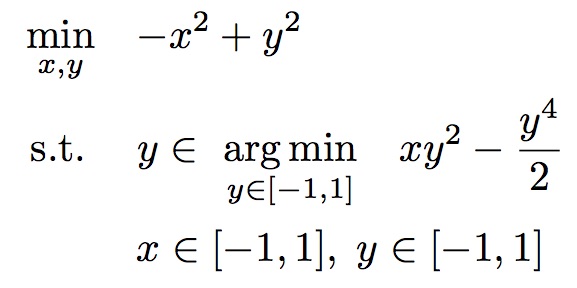 min −x² + y²
x,y
s.t. y ∈ arg min xy² − y⁴/2
y∈[−1,1]
x ∈ [−1, 1], y ∈ [−1, 1]